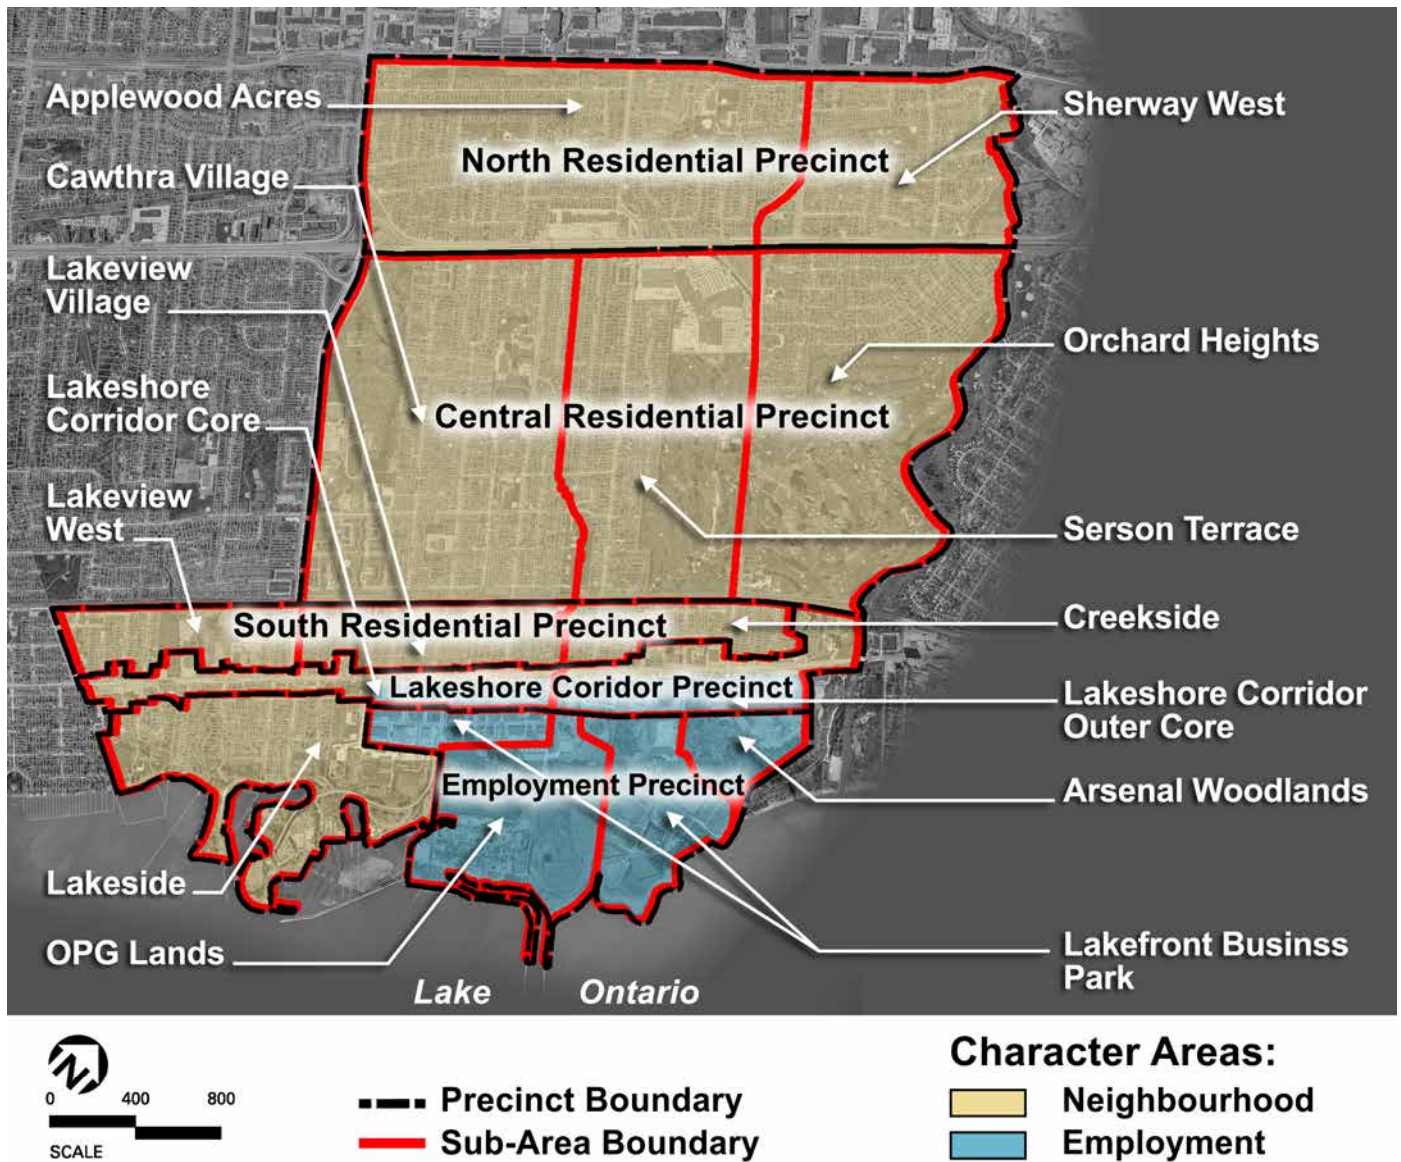 Applewood Acres
Sherway West
North Residential Precinct
Cawthra Village
Lakeview
Village
Orchard Heights
Lakeshore
Corridor Core
Central Residential Precinct
Lakeview
West
Serson Terrace
South Residential Precinct
Creekside
Lakeshore Coridor Precinct
Lakeshore Corridor
Outer Core
Employment Precinct
Arsenal Woodlands
Lakeside
OPG Lands
Lakefront Businss
Park
Lake Ontario
N
0 400 800
SCALE
Precinct Boundary
Sub-Area Boundary
Character Areas:
Neighbourhood
Employment